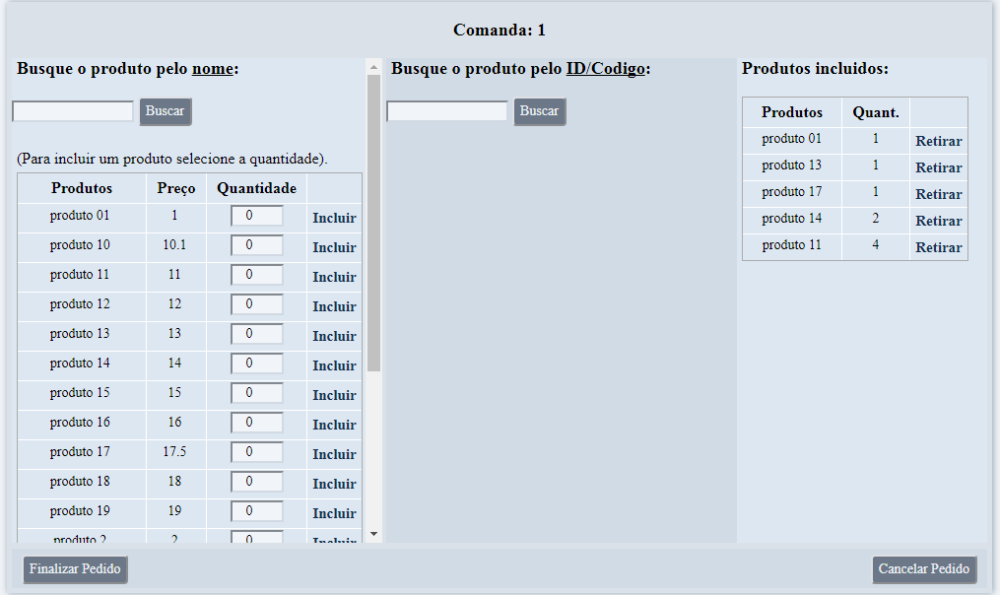 Comanda: 1
Busque o produto pelo nome:
Buscar
(Para incluir um produto selecione a quantidade).
Produtos Preço Quantidade
produto 01 1 0 Incluir
produto 10 10.1 0 Incluir
produto 11 11 0 Incluir
produto 12 12 0 Incluir
produto 13 13 0 Incluir
produto 14 14 0 Incluir
produto 15 15 0 Incluir
produto 16 16 0 Incluir
produto 17 17.5 0 Incluir
produto 18 18 0 Incluir
produto 19 19 0 Incluir
produto 2 2 0 Incluir
Busque o produto pelo ID/Codigo:
Buscar
Produtos incluidos:
Produtos Quant.
produto 01 1 Retirar
produto 13 1 Retirar
produto 17 1 Retirar
produto 14 2 Retirar
produto 11 4 Retirar
Finalizar Pedido
Cancelar Pedido